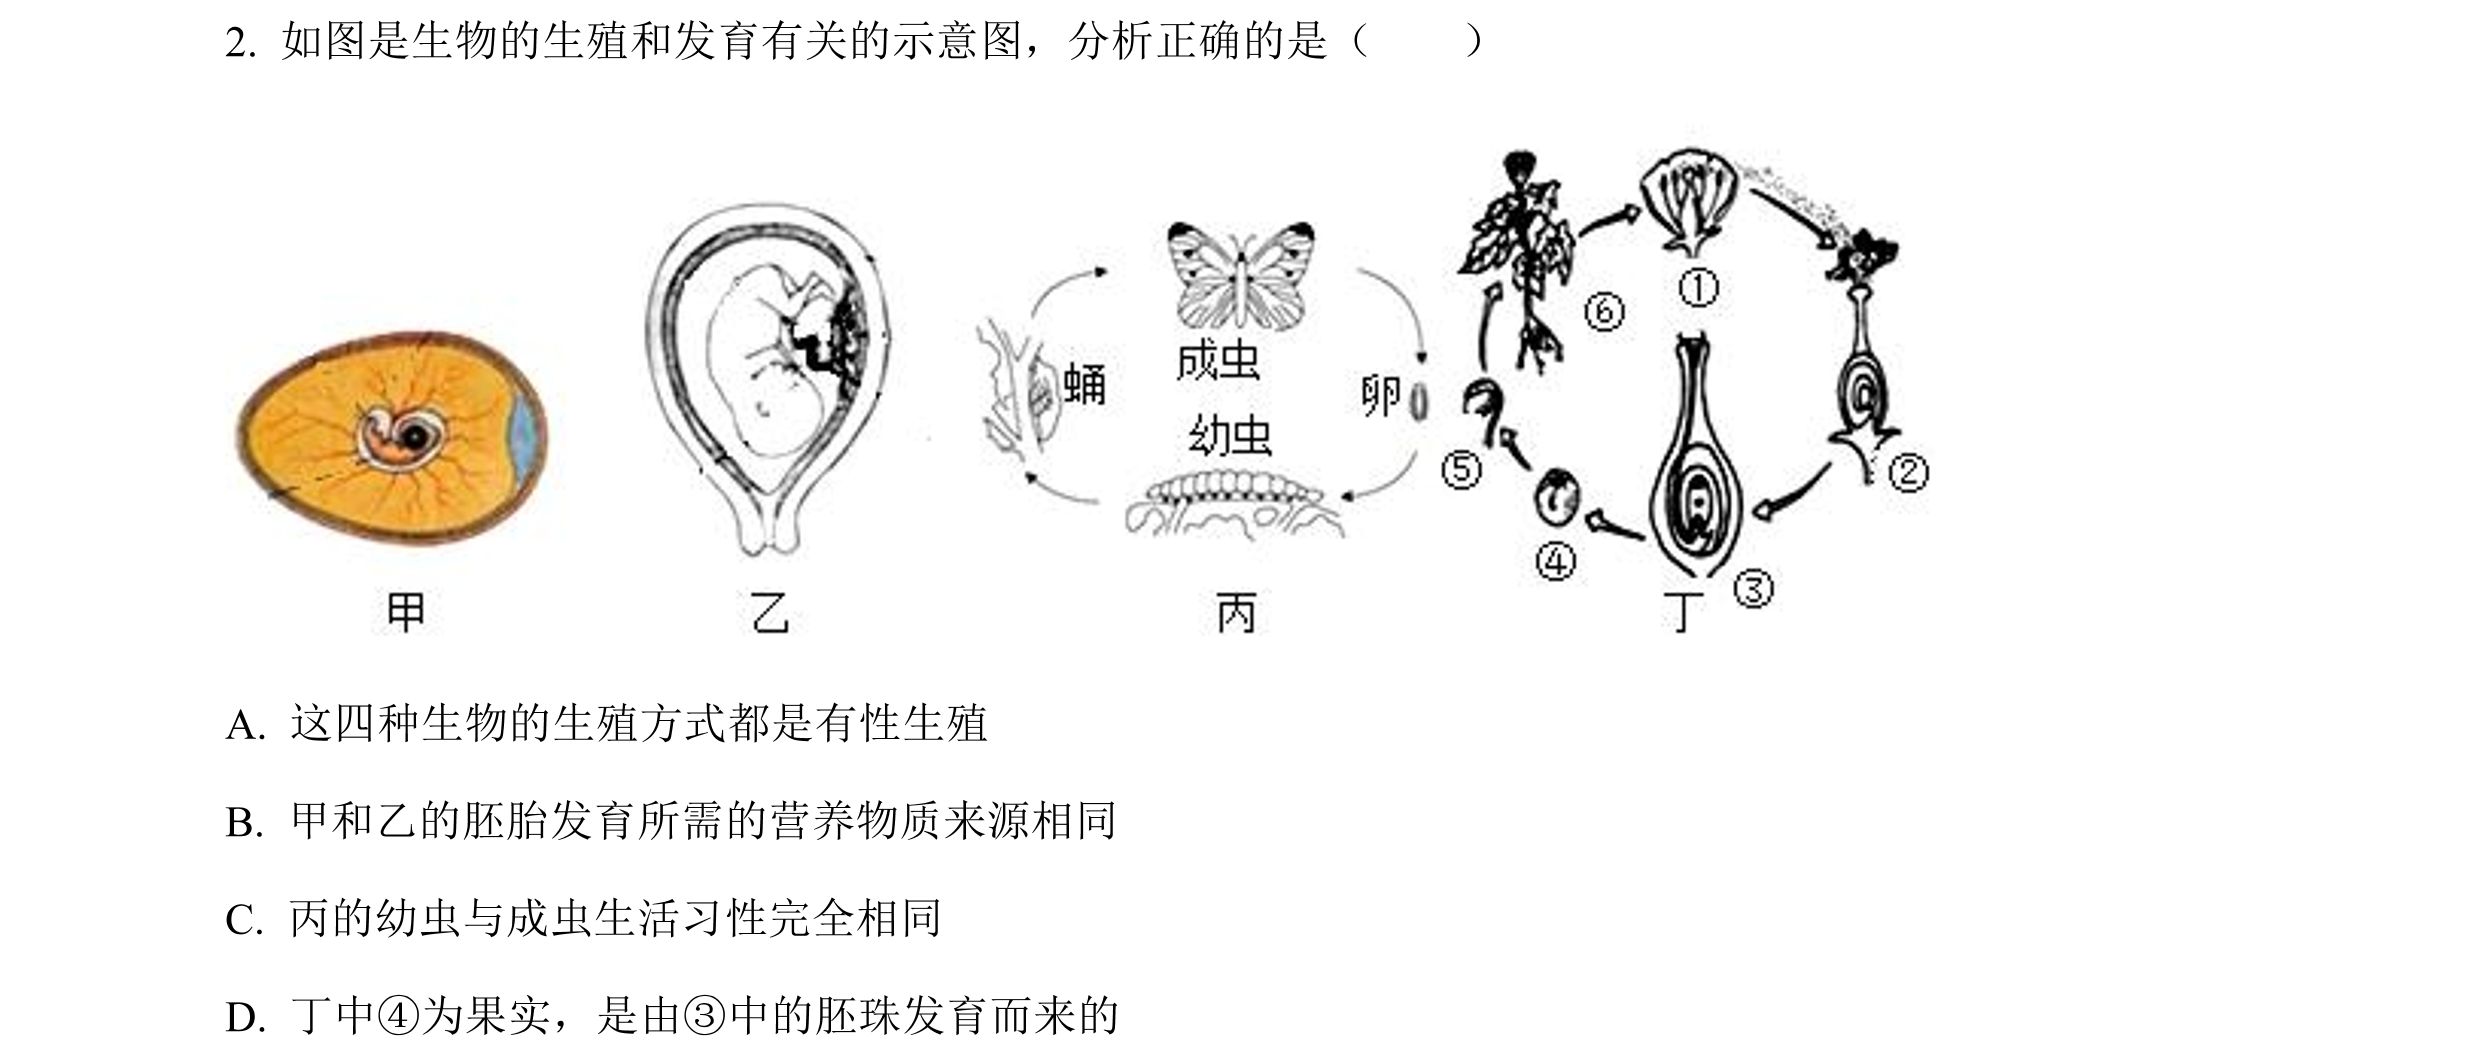 2. 如图是生物的生殖和发育有关的示意图，分析正确的是（　　）
甲
乙
成虫
蛹
卵
幼虫
丙
①
②
③
④
⑤
⑥
丁
A. 这四种生物的生殖方式都是有性生殖
B. 甲和乙的胚胎发育所需的营养物质来源相同
C. 丙的幼虫与成虫生活习性完全相同
D. 丁中④为果实，是由③中的胚珠发育而来的